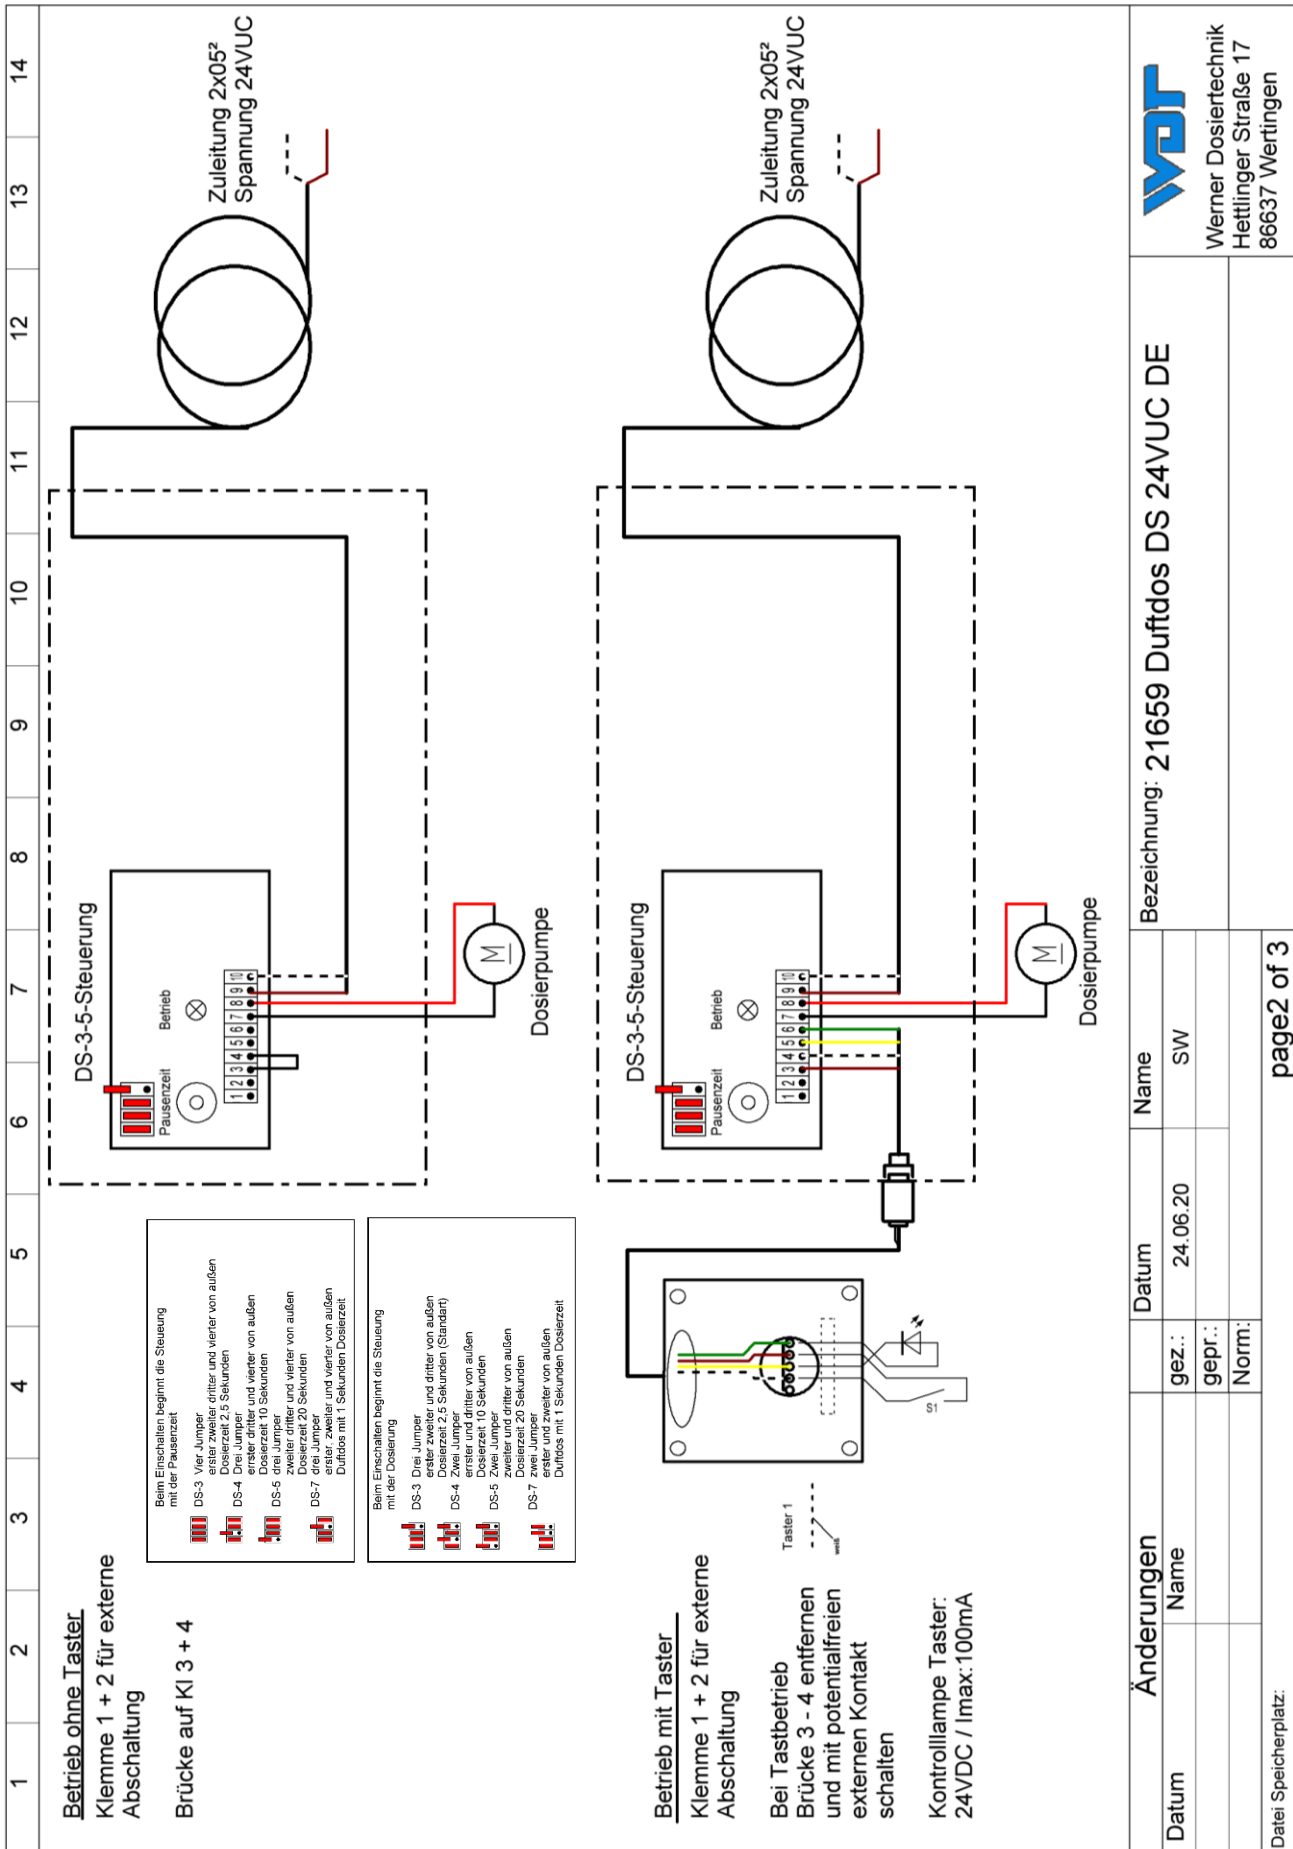 1 2 3 4 5 6 7 8 9 10 11 12 13 14
Betrieb ohne Taster
Klemme 1 + 2 für externe
Abschaltung
Brücke auf Kl 3 + 4
Beim Einschalten beginnt die Steueung
mit der Pausenzeit
DS-3 Vier Jumper
erster zweiter dritter und vierter von außen
Dosierzeit 2,5 Sekunden
DS-4 Drei Jumper
erster dritter und vierter von außen
Dosierzeit 10 Sekunden
DS-5 drei Jumper
zweiter dritter und vierter von außen
Dosierzeit 20 Sekunden
DS-7 drei Jumper
erster, zweiter und vierter von außen
Duftdos mit 1 Sekunden Dosierzeit
Beim Einschalten beginnt die Steueung
mit der Dosierung
DS-3 Drei Jumper
erster zweiter und dritter von außen
Dosierzeit 2,5 Sekunden (Standart)
DS-4 Zwei Jumper
errster und dritter von außen
Dosierzeit 10 Sekunden
DS-5 Zwei Jumper
zweiter und dritter von außen
Dosierzeit 20 Sekunden
DS-7 zwei Jumper
erster und zweiter von außen
Duftdos mit 1 Sekunden Dosierzeit
DS-3-5-Steuerung
Pausenzeit
Betrieb
1 2 3 4 5 6 7 8 9 10
M
Dosierpumpe
Zuleitung 2x05²
Spannung 24VUC
Betrieb mit Taster
Klemme 1 + 2 für externe
Abschaltung
Bei Tastbetrieb
Brücke 3 - 4 entfernen
und mit potentialfreien
externen Kontakt
schalten
Kontrolllampe Taster:
24VDC / Imax:100mA
Taster 1
weiß
S1
DS-3-5-Steuerung
Pausenzeit
Betrieb
1 2 3 4 5 6 7 8 9 10
M
Dosierpumpe
Zuleitung 2x05²
Spannung 24VUC
Änderungen
Datum Name
Datum Name
gez.: 24.06.20 SW
gepr.:
Norm:
Datei Speicherplatz:
page2 of 3
Bezeichnung: 21659 Duftdos DS 24VUC DE
WDT
Werner Dosiertechnik
Hettlinger Straße 17
86637 Wertingen